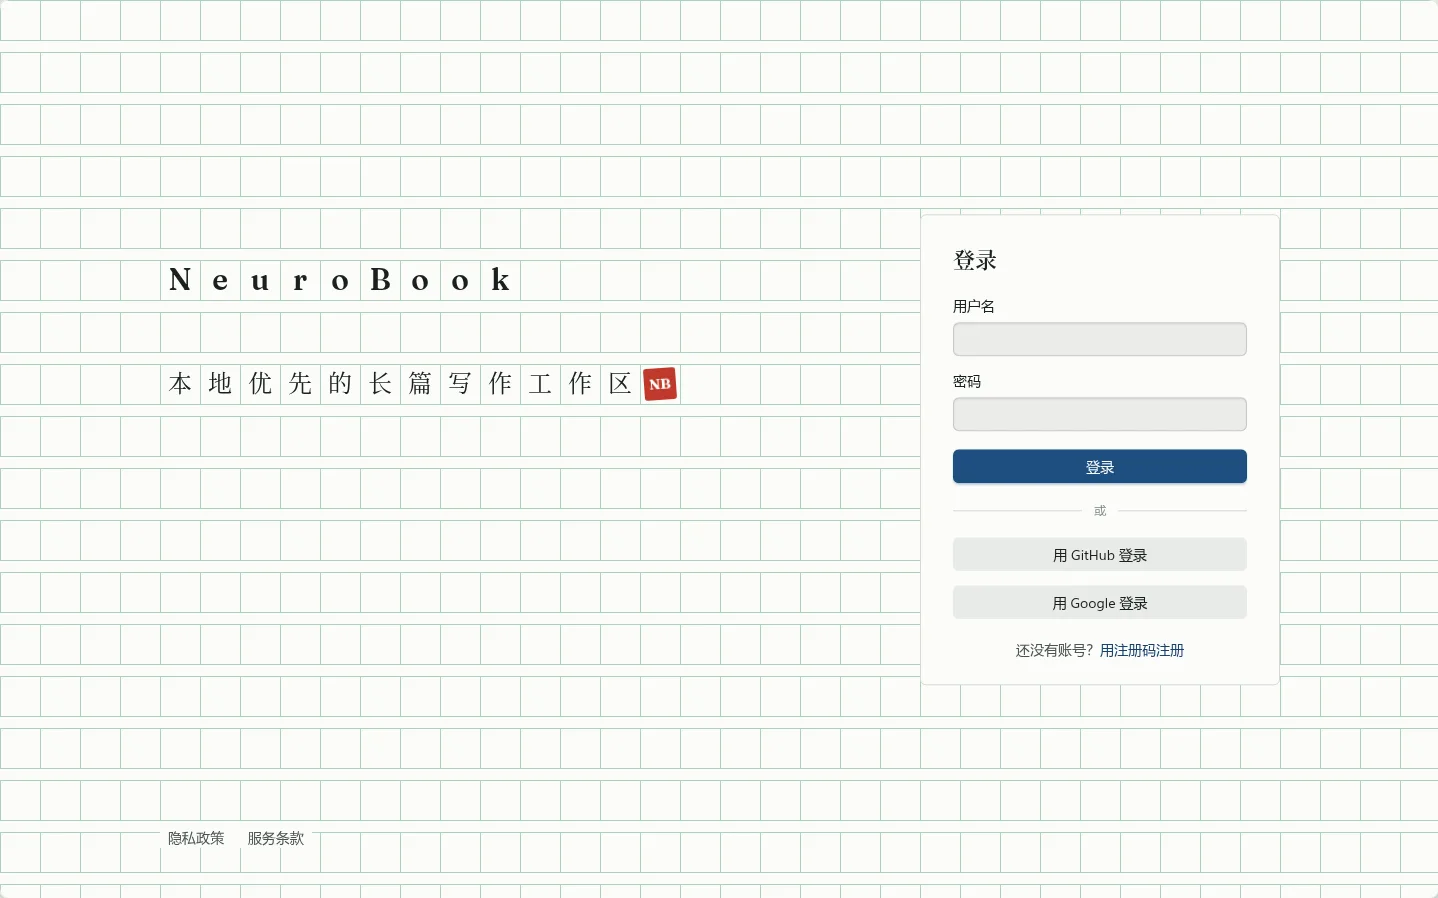 NeuroBook
本地优先的长篇写作工作区
NB
登录
用户名
密码
登录
或
用 GitHub 登录
用 Google 登录
还没有账号？用注册码注册
隐私政策 服务条款